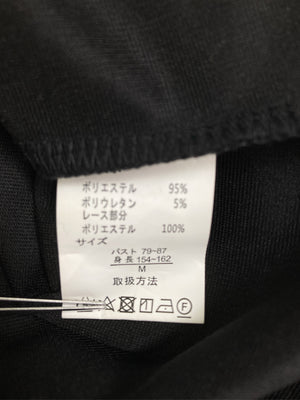 ポリエステル 95%
ポリウレタン 5%
レース部分
ポリエステル 100%
サイズ
バスト 79-87
身長 154-162
M
取扱方法
F